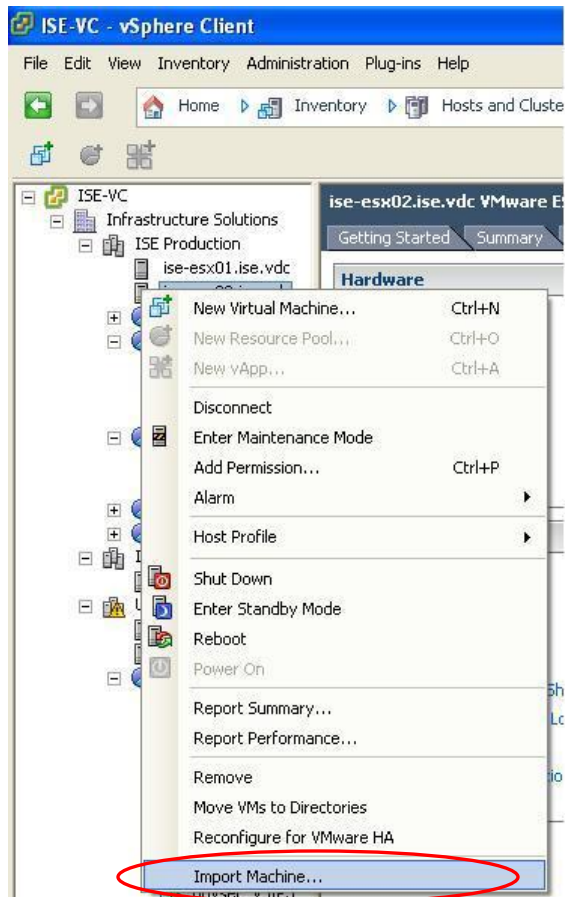 ISE-VC - vSphere Client
File Edit View Inventory Administration Plug-ins Help
Home Inventory Hosts and Cluste
ISE-VC
Infrastructure Solutions
ISE Production
ise-esx01.ise.vdc
ise-esx02.ise.vdc VMware E
Getting Started Summary
Hardware
New Virtual Machine... Ctrl+N
New Resource Pool... Ctrl+O
New vApp... Ctrl+A
Disconnect
Enter Maintenance Mode
Add Permission... Ctrl+P
Alarm
Host Profile
Shut Down
Enter Standby Mode
Reboot
Power On
Report Summary...
Report Performance...
Remove
Move VMs to Directories
Reconfigure for VMware HA
Import Machine...